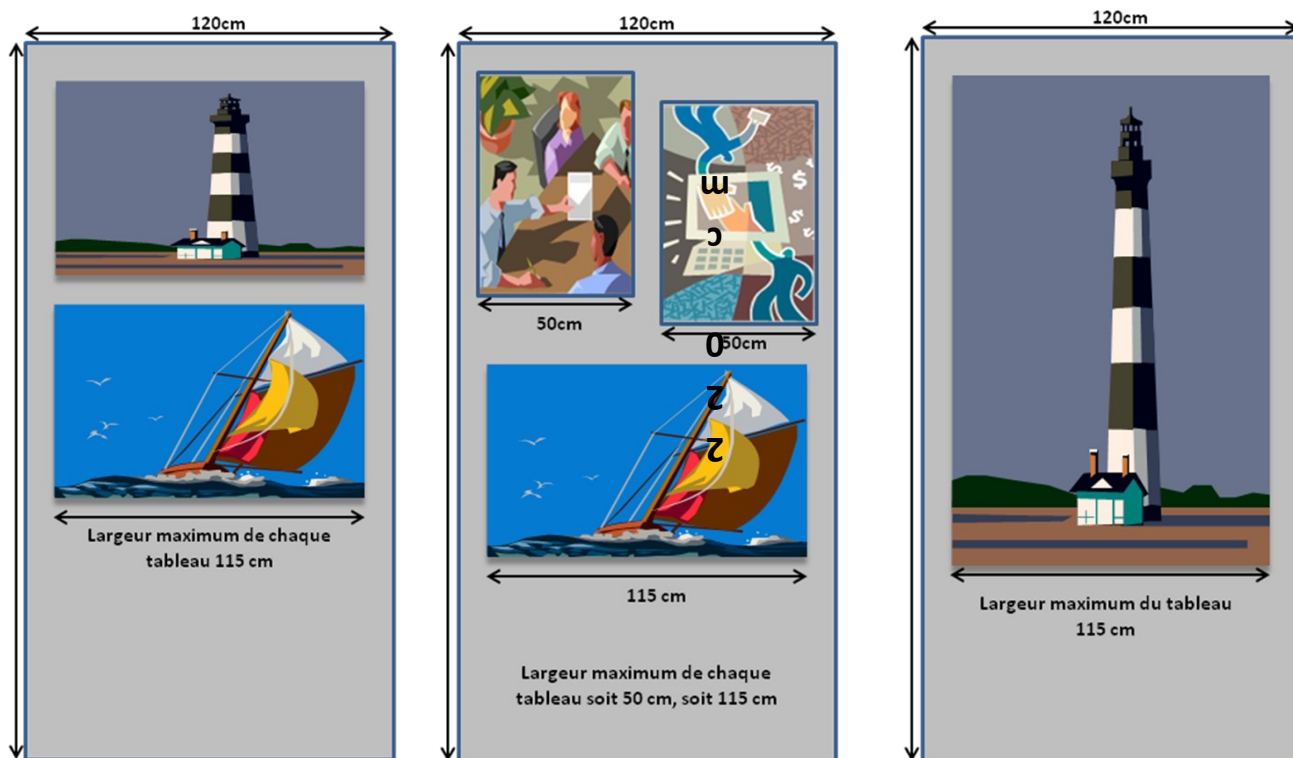 120cm
120cm
120cm
50cm
50cm
220cm
Largeur maximum de chaque
tableau 115 cm
115 cm
Largeur maximum de chaque
tableau soit 50 cm, soit 115 cm
Largeur maximum du tableau
115 cm